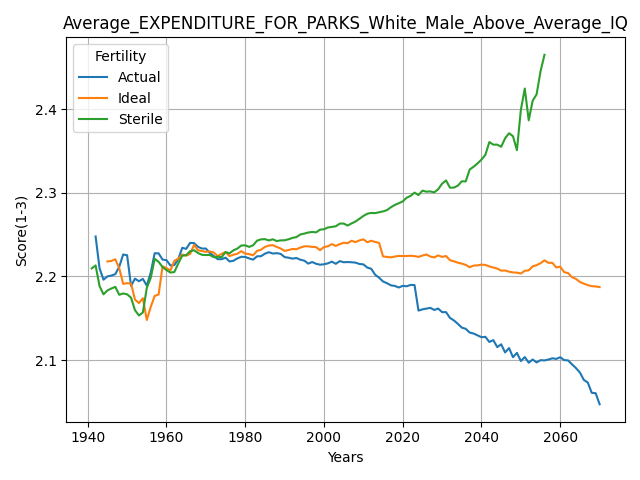 Average_EXPENDITURE_FOR_PARKS_White_Male_Above_Average_IQ
Fertility
Actual
Ideal
Sterile
Score(1-3)
2.4
2.3
2.2
2.1
1940 1960 1980 2000 2020 2040 2060
Years